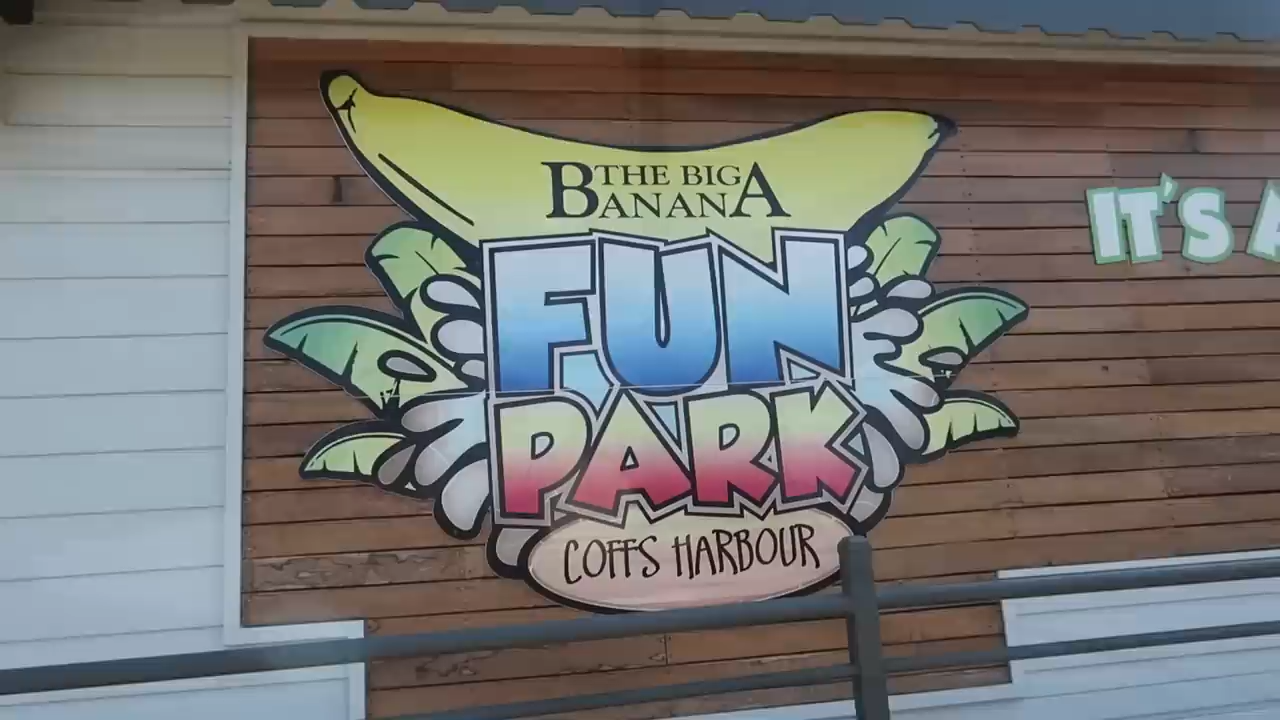 THE BIG
BANANA
FUN
PARK
COFFS HARBOUR
IT'S A